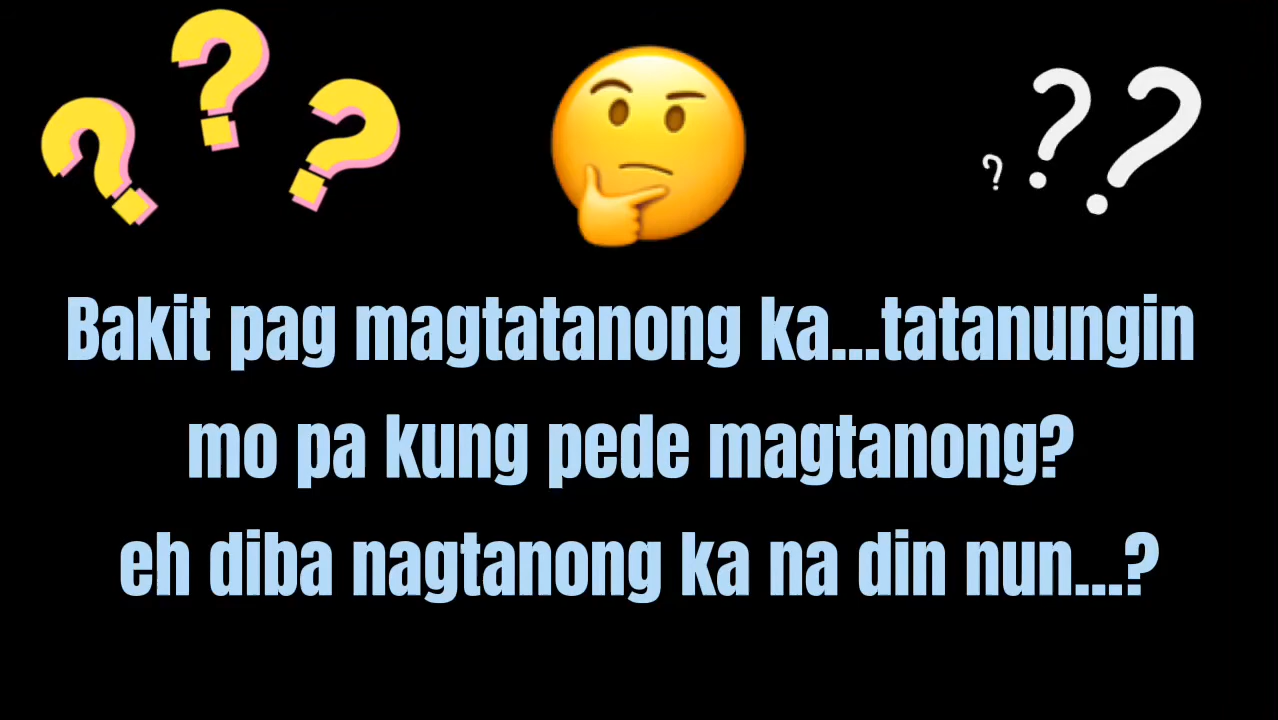 Bakit pag magtatanong ka...tatanungin
mo pa kung pede magtanong?
eh diba nagtanong ka na din nun...?